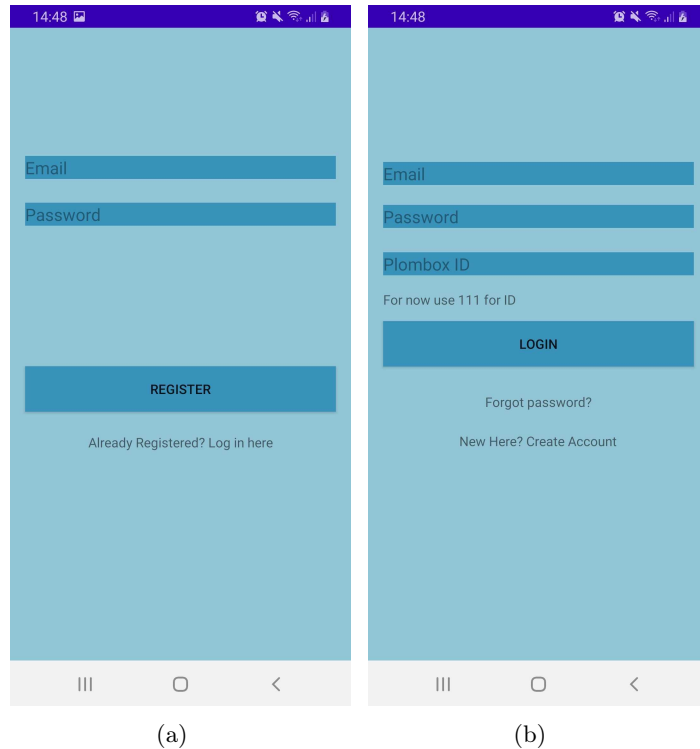 14:48
Email
Password
REGISTER
Already Registered? Log in here
(a)
14:48
Email
Password
Plombox ID
For now use 111 for ID
LOGIN
Forgot password?
New Here? Create Account
(b)